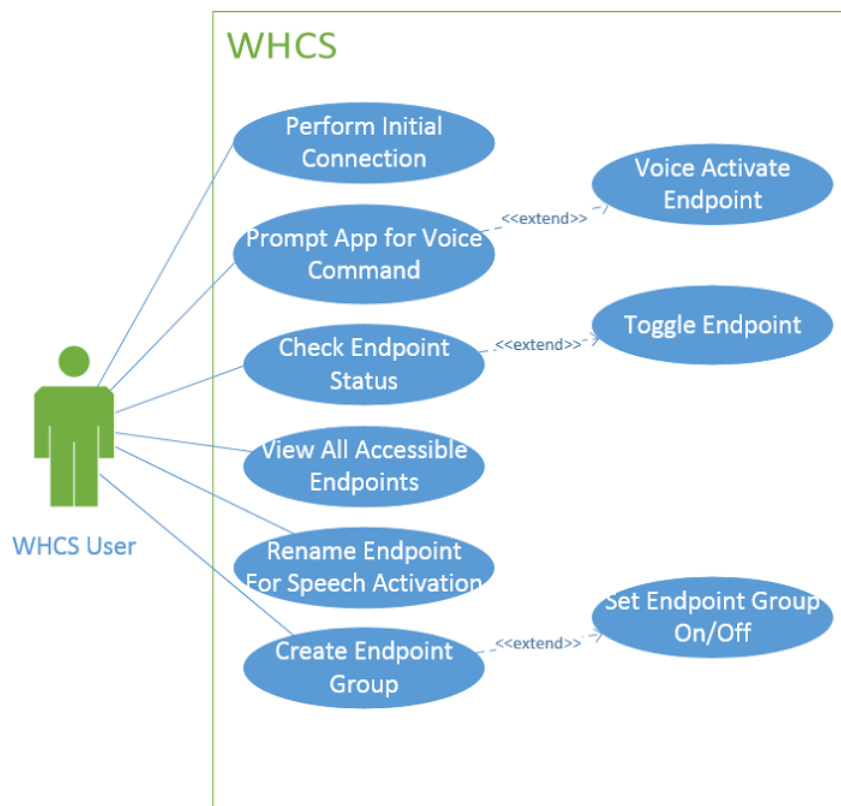 WHCS
Perform Initial
Connection
Voice Activate
Endpoint
<<extend>>
Prompt App for Voice
Command
Toggle Endpoint
<<extend>>
Check Endpoint
Status
View All Accessible
Endpoints
WHCS User
Rename Endpoint
For Speech Activation
Set Endpoint Group
On/Off
<<extend>>
Create Endpoint
Group